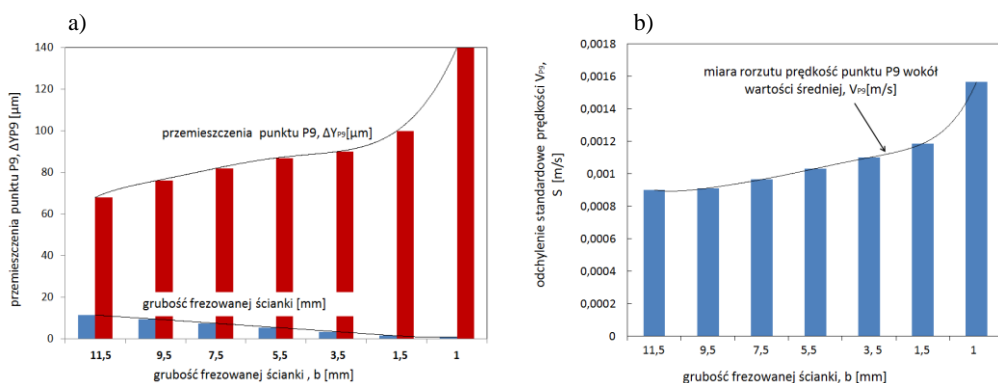 a)
przemieszczenia punktu P9, ΔYP9 [µm]
140
120
100
80
60
40
20
0
przemieszczenia punktu P9, ΔYP9[µm]
grubość frezowanej ścianki [mm]
11,5 9,5 7,5 5,5 3,5 1,5 1
grubość frezowanej ścianki , b [mm]
b)
odchylenie standardowe prędkości VP9,
S [m/s]
0,0018
0,0016
0,0014
0,0012
0,001
0,0008
0,0006
0,0004
0,0002
0
miara rorzutu prędkość punktu P9 wokół
wartości średniej, VP9[m/s]
11,5 9,5 7,5 5,5 3, 5 1,5 1
grubość frezowanej ścianki, b [mm]